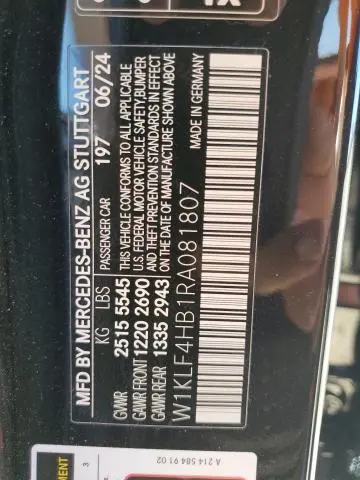 MFD BY MERCEDES-BENZ AG STUTTGART
KG LBS PASSENGER CAR 197 06/24
GVWR 2515 5545 THIS VEHICLE CONFORMS TO ALL APPLICABLE
GAWR FRONT 1220 2690 U.S. FEDERAL MOTOR VEHICLE SAFETY, BUMPER
GAWR REAR 1335 2943 AND THEFT PREVENTION STANDARDS IN EFFECT
ON THE DATE OF MANUFACTURE SHOWN ABOVE
W1KLF4HB1RA081807 MADE IN GERMANY
A 214 584 91 02
3